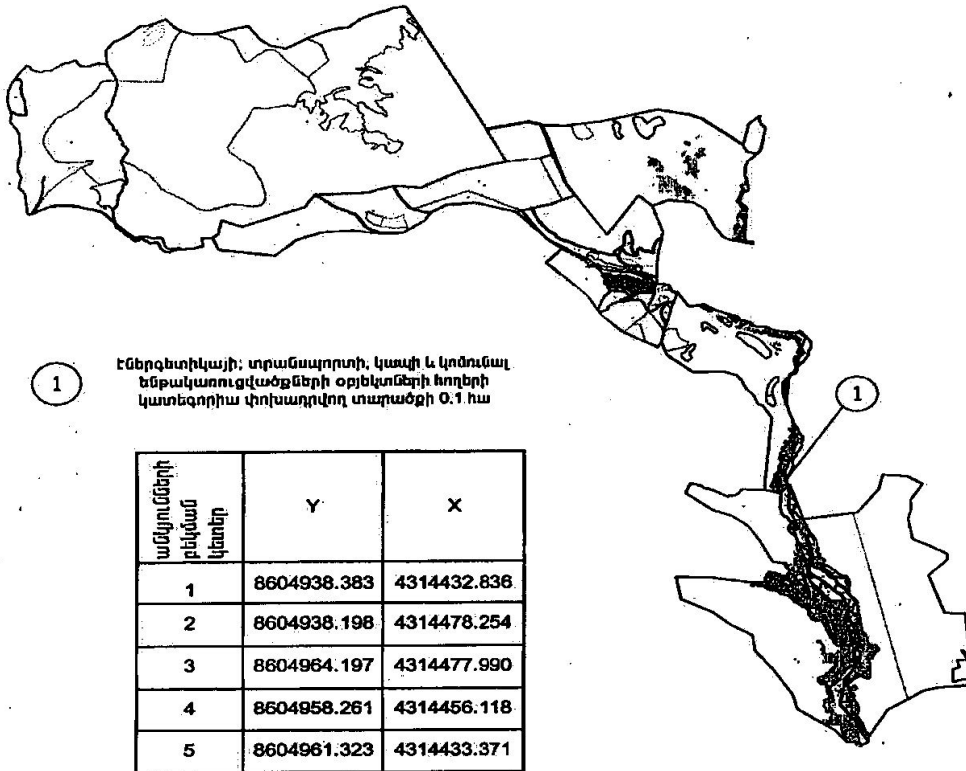 1
Էներգետիկայի; տրանսպորտի; կապի և կոմունալ
ենթակառուցվածքների օբյեկտների հողերի
կատեգորիա փոխադրվող տարածքի 0.1 հա
1
անկյունների
բեկման
կետեր
Y X
1 8604938.383 4314432.836
2 8604938.198 4314478.254
3 8604964.197 4314477.990
4 8604958.261 4314456.118
5 8604961.323 4314433.371